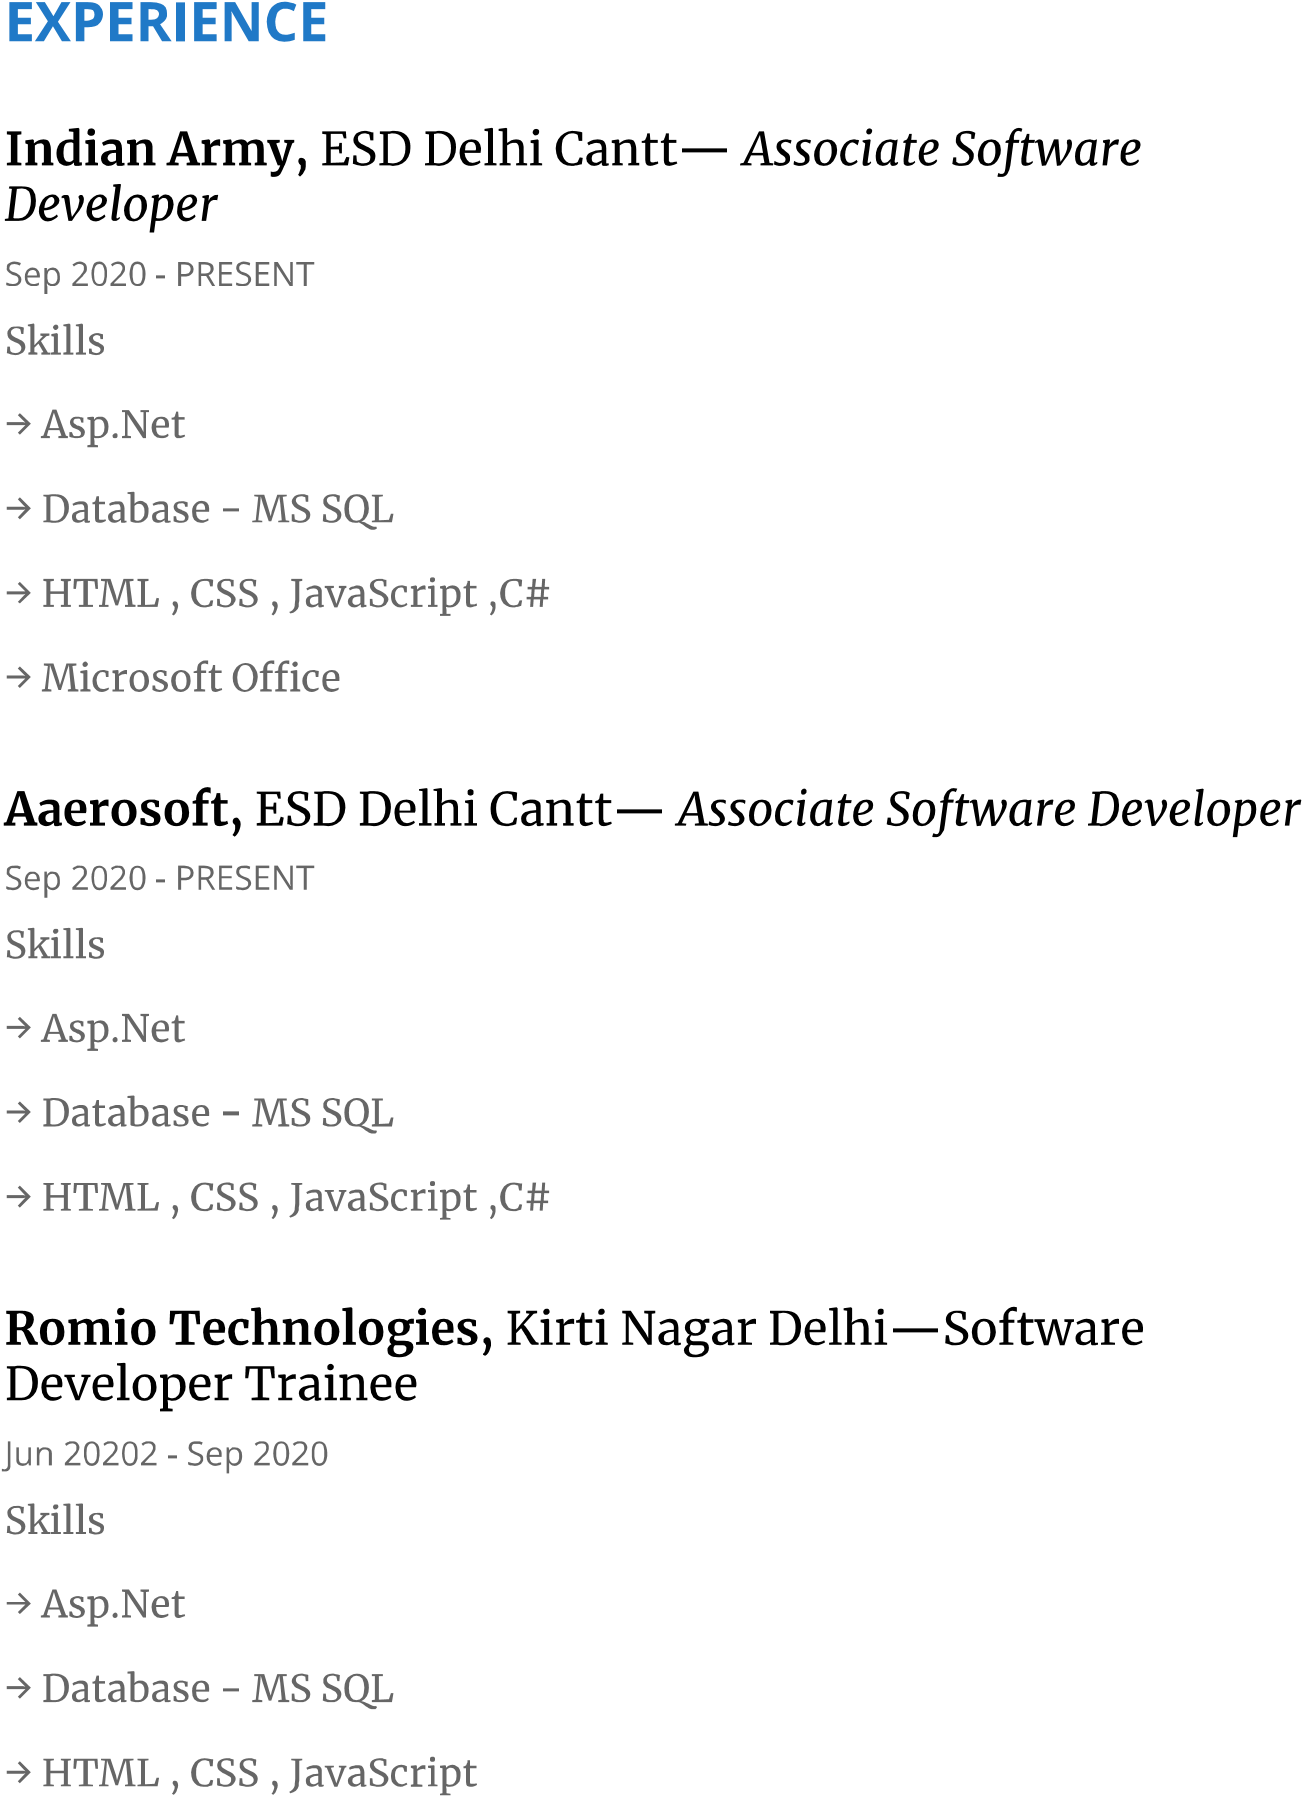 EXPERIENCE
Indian Army, ESD Delhi Cantt— Associate Software
Developer
Sep 2020 - PRESENT
Skills
→ Asp.Net
→ Database - MS SQL
→ HTML , CSS , JavaScript ,C#
→ Microsoft Office
Aaerosoft, ESD Delhi Cantt— Associate Software Developer
Sep 2020 - PRESENT
Skills
→ Asp.Net
→ Database - MS SQL
→ HTML , CSS , JavaScript ,C#
Romio Technologies, Kirti Nagar Delhi—Software
Developer Trainee
Jun 20202 - Sep 2020
Skills
→ Asp.Net
→ Database - MS SQL
→ HTML , CSS , JavaScript